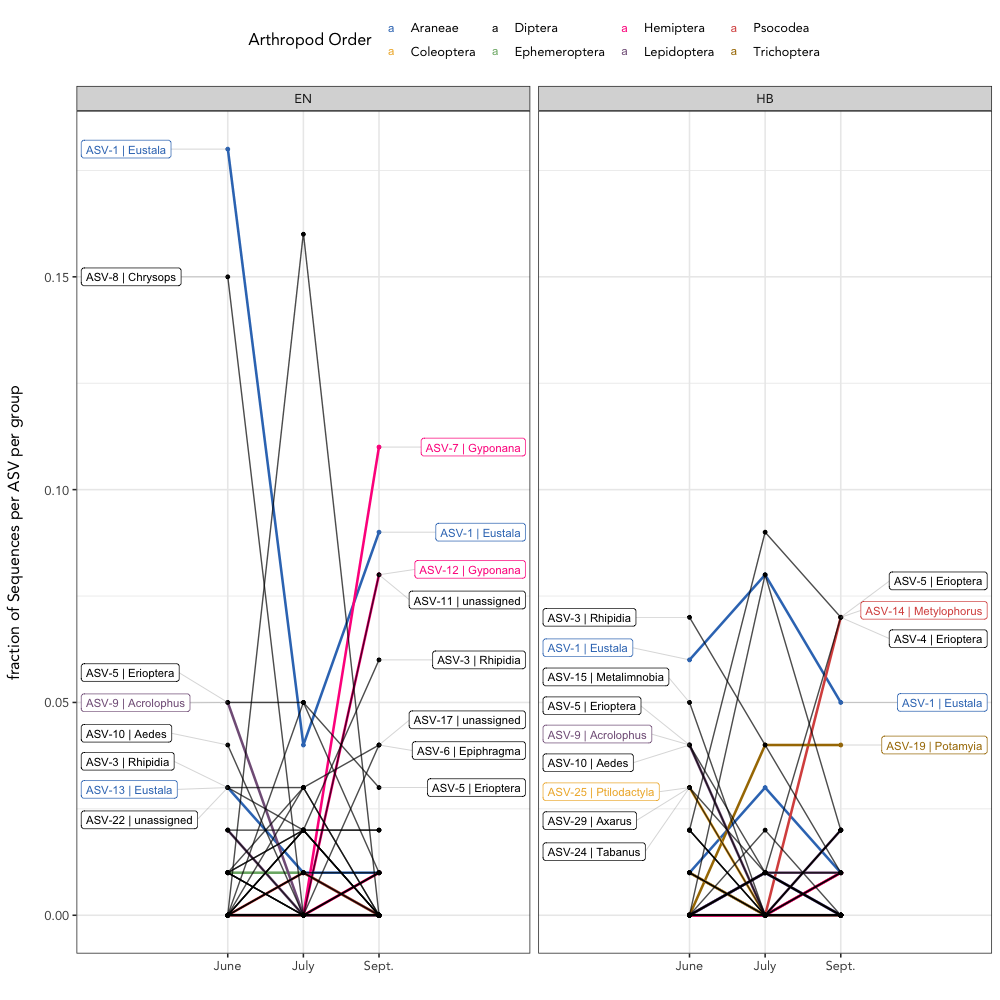 Arthropod Order
a Araneae a Diptera a Hemiptera a Psocodea
a Coleoptera a Ephemeroptera a Lepidoptera a Trichoptera
fraction of Sequences per ASV per group
0.15
0.10
0.05
0.00
EN
ASV-1 | Eustala
ASV-8 | Chrysops
ASV-5 | Erioptera
ASV-9 | Acrolophus
ASV-10 | Aedes
ASV-3 | Rhipidia
ASV-13 | Eustala
ASV-22 | unassigned
ASV-7 | Gyponana
ASV-1 | Eustala
ASV-12 | Gyponana
ASV-11 | unassigned
ASV-3 | Rhipidia
ASV-17 | unassigned
ASV-6 | Epiphragma
ASV-5 | Erioptera
June July Sept.
HB
ASV-3 | Rhipidia
ASV-1 | Eustala
ASV-15 | Metalimnobia
ASV-5 | Erioptera
ASV-9 | Acrolophus
ASV-10 | Aedes
ASV-25 | Ptilodactyla
ASV-29 | Axarus
ASV-24 | Tabanus
ASV-5 | Erioptera
ASV-14 | Metylophorus
ASV-4 | Erioptera
ASV-1 | Eustala
ASV-19 | Potamyia
June July Sept.